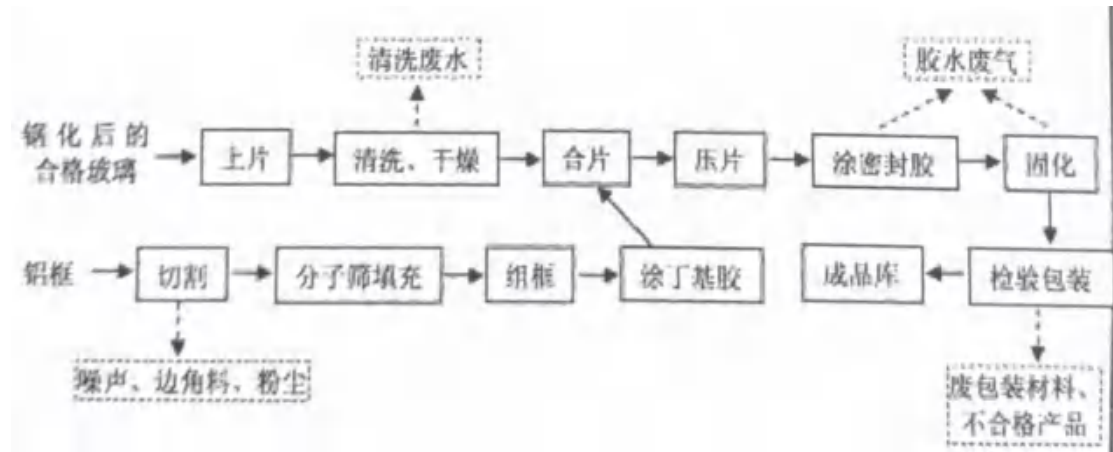 清洗废水
胶水废气
钢化后的
合格玻璃
上片
清洗、干燥
合片
压片
涂密封胶
固化
铝框
切割
分子筛填充
组框
涂丁基胶
成品库
检验包装
噪声、边角料、粉尘
废包装材料、
不合格产品